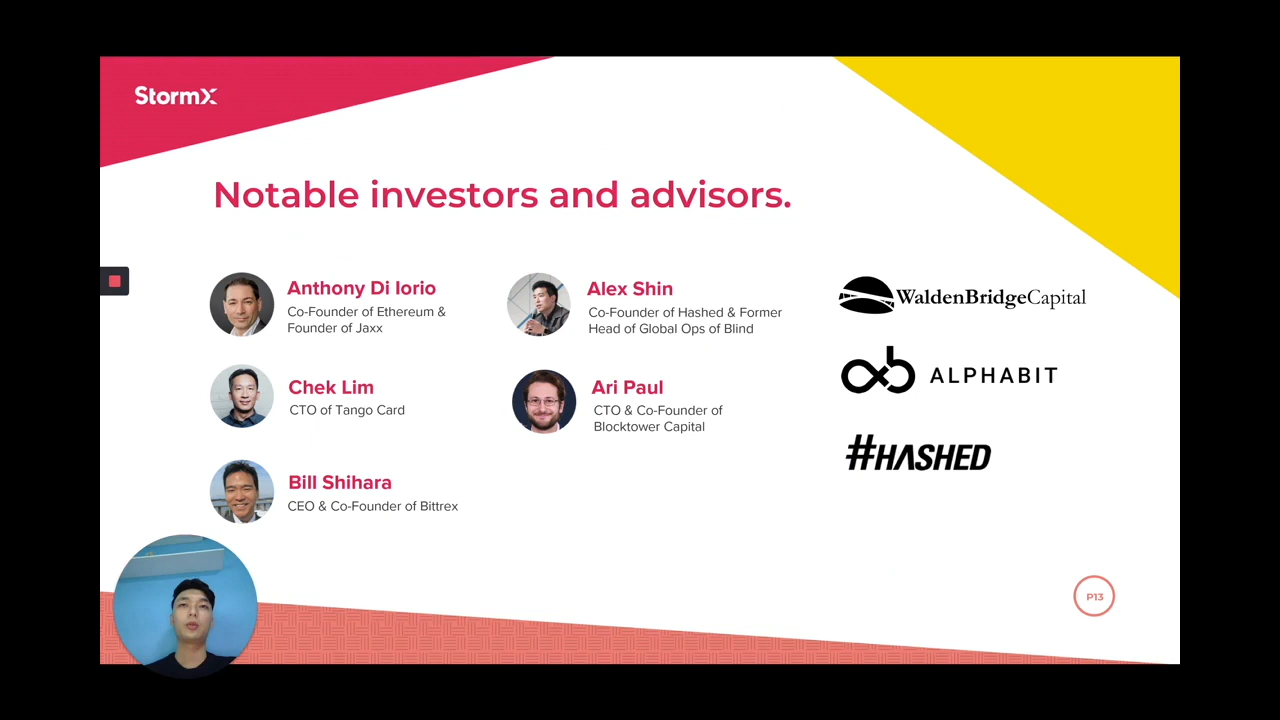 StormX
Notable investors and advisors.
Anthony Di Iorio
Co-Founder of Ethereum &
Founder of Jaxx
Chek Lim
CTO of Tango Card
Bill Shihara
CEO & Co-Founder of Bittrex
Alex Shin
Co-Founder of Hashed & Former
Head of Global Ops of Blind
Ari Paul
CTO & Co-Founder of
Blocktower Capital
WaldenBridgeCapital
ALPHABIT
#HASHED
P13